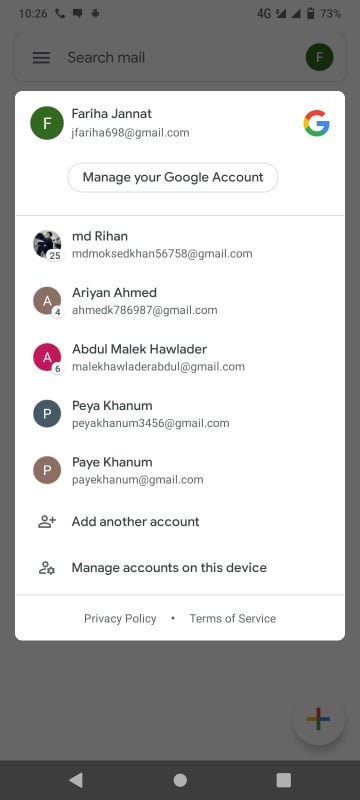 10:26
4G
73%
Search mail
F
F
Fariha Jannat
jfariha698@gmail.com
Manage your Google Account
md Rihan
25
mdmoksedkhan56758@gmail.com
A
Ariyan Ahmed
4
ahmedk786987@gmail.com
A
Abdul Malek Hawlader
6
malekhawladerabdul@gmail.com
P
Peya Khanum
peyakhanum3456@gmail.com
P
Paye Khanum
payekhanum@gmail.com
Add another account
Manage accounts on this device
Privacy Policy • Terms of Service